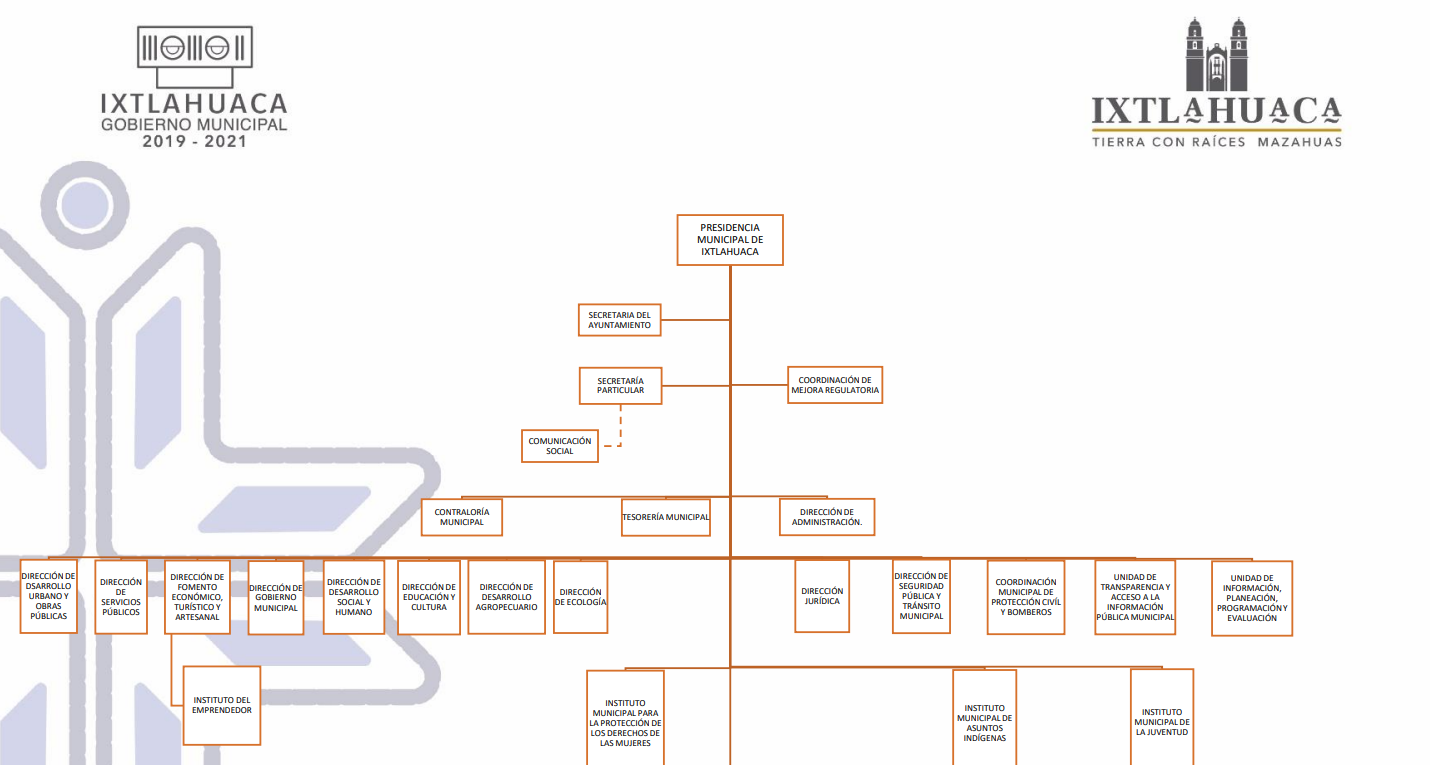 IXTLAHUACA
GOBIERNO MUNICIPAL
2019 - 2021
IXTLAHUACA
TIERRA CON RAÍCES MAZAHUAS
PRESIDENCIA
MUNICIPAL DE
IXTLAHUACA
SECRETARIA DEL
AYUNTAMIENTO
SECRETARÍA
PARTICULAR
COORDINACIÓN DE
MEJORA REGULATORIA
COMUNICACIÓN
SOCIAL
CONTRALORÍA
MUNICIPAL
TESORERÍA MUNICIPAL
DIRECCIÓN DE
ADMINISTRACIÓN.
DIRECCIÓN DE
DSARROLLO
URBANO Y
OBRAS
PÚBLICAS
DIRECCIÓN
DE
SERVICIOS
PÚBLICOS
DIRECCIÓN DE
FOMENTO
ECONÓMICO,
TURÍSTICO Y
ARTESANAL
DIRECCIÓN DE
GOBIERNO
MUNICIPAL
DIRECCIÓN DE
DESARROLLO
SOCIAL Y
HUMANO
DIRECCIÓN DE
EDUCACIÓN Y
CULTURA
DIRECCIÓN DE
DESARROLLO
AGROPECUARIO
DIRECCIÓN
DE ECOLOGÍA
DIRECCIÓN
JURÍDICA
DIRECCIÓN DE
SEGURIDAD
PÚBLICA Y
TRÁNSITO
MUNICIPAL
COORDINACIÓN
MUNICIPAL DE
PROTECCIÓN CIVÍL
Y BOMBEROS
UNIDAD DE
TRANSPARENCIA Y
ACCESO A LA
INFORMACIÓN
PÚBLICA MUNICIPAL
UNIDAD DE
INFORMACIÓN,
PLANEACIÓN,
PROGRAMACIÓN Y
EVALUACIÓN
INSTITUTO DEL
EMPRENDEDOR
INSTITUTO
MUNICIPAL PARA
LA PROTECCIÓN DE
LOS DERECHOS DE
LAS MUJERES
INSTITUTO
MUNICIPAL DE
ASUNTOS
INDÍGENAS
INSTITUTO
MUNICIPAL DE
LA JUVENTUD